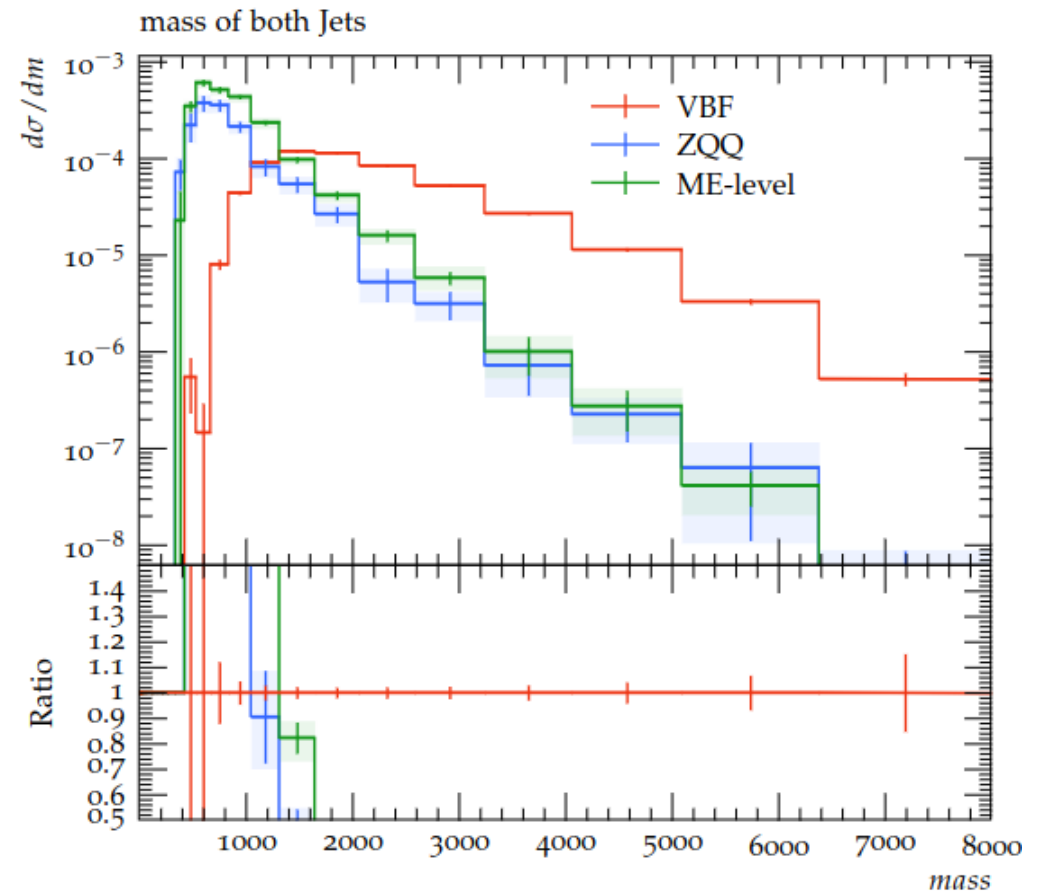 mass of both Jets
dσ/dm
10⁻³
10⁻⁴
10⁻⁵
10⁻⁶
10⁻⁷
10⁻⁸
VBF
ZQQ
ME-level
Ratio
1.4
1.3
1.2
1.1
1
0.9
0.8
0.7
0.6
0.5
1000 2000 3000 4000 5000 6000 7000 8000
mass